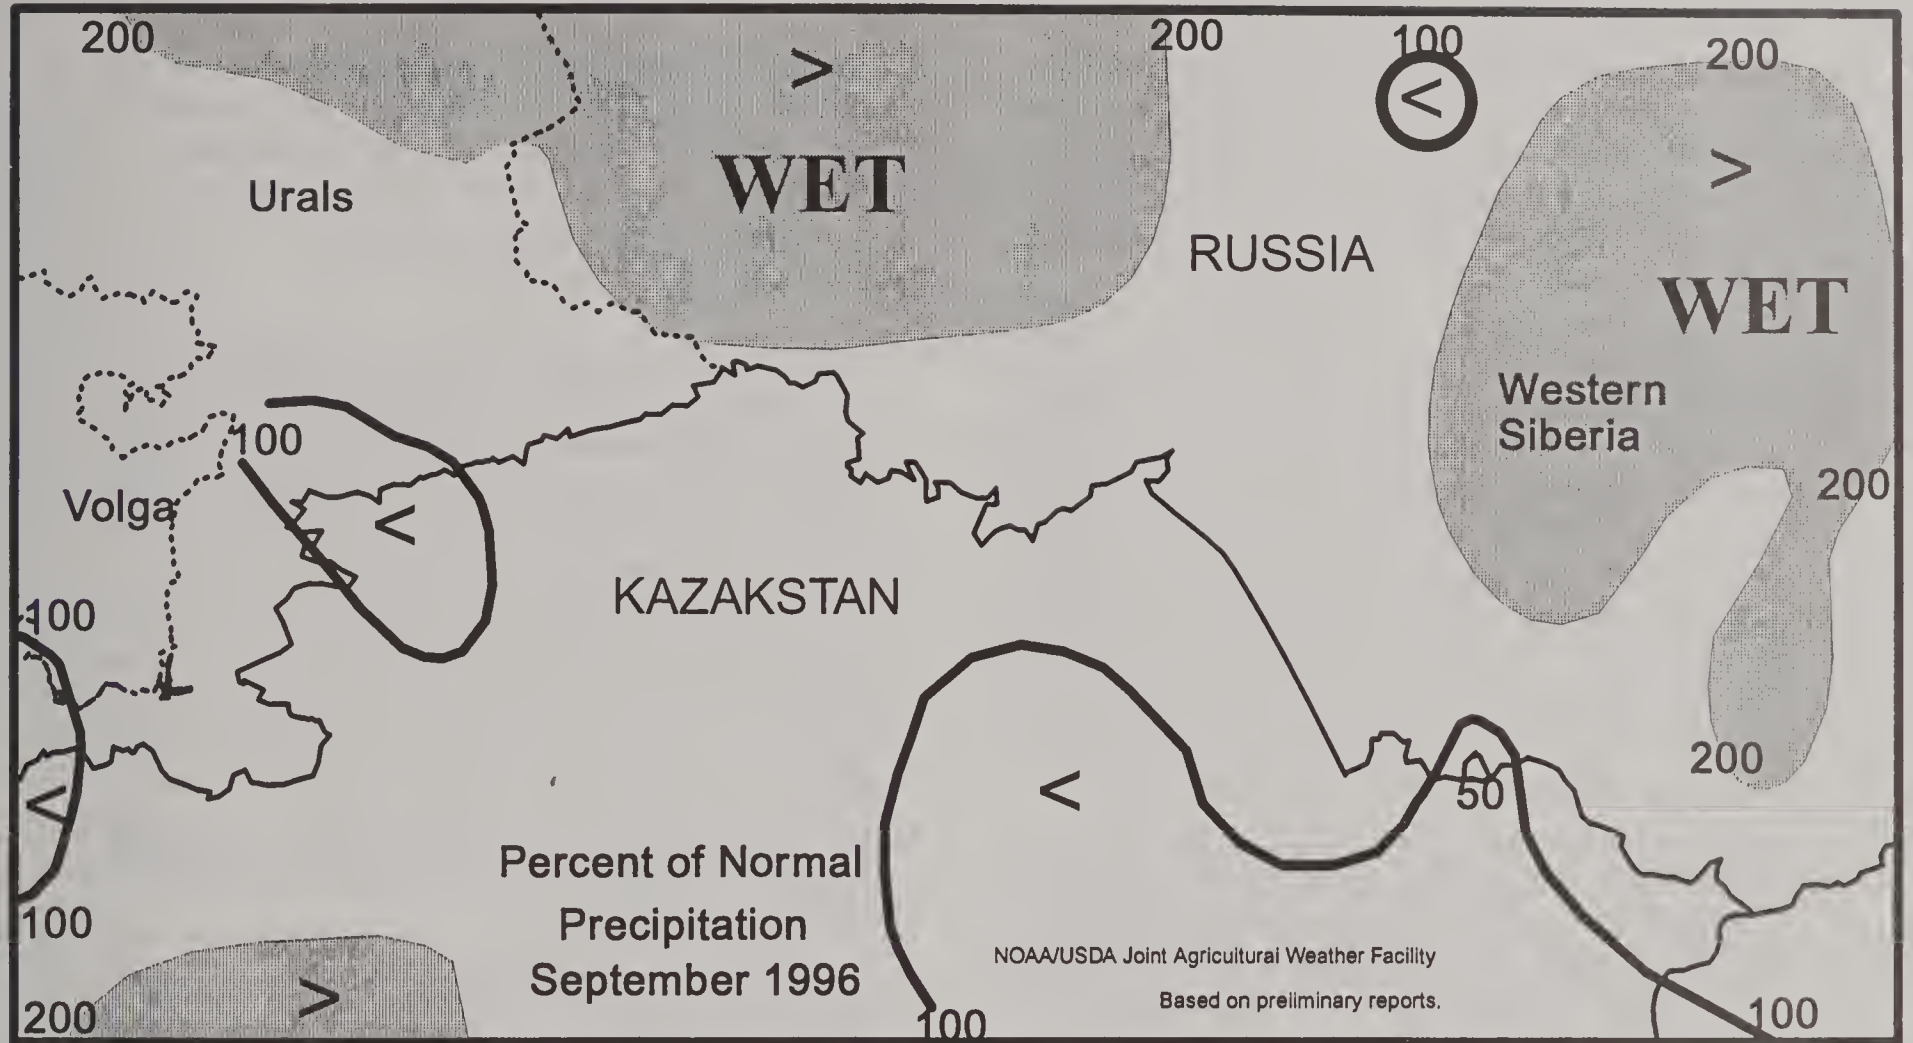 200
200
100
200
>
<
>
WET
Urals
RUSSIA
WET
Western
Siberia
100
200
Volga
<
KAZAKSTAN
100
200
<
<
50
Percent of Normal
Precipitation
September 1996
100
NOAA/USDA Joint Agricultural Weather Facility
Based on preliminary reports.
>
200
100
100